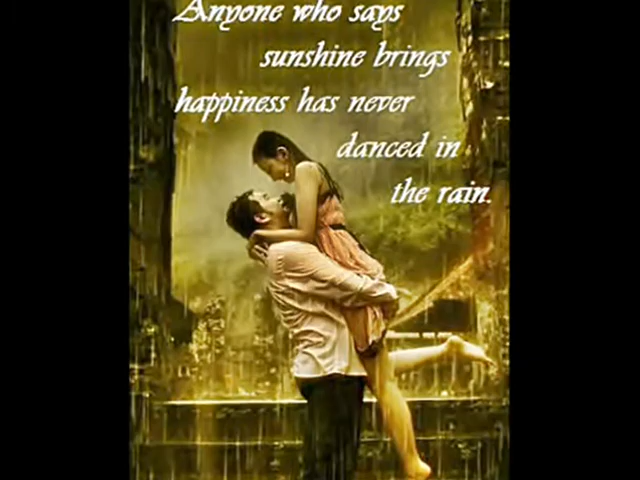 Anyone who says
sunshine brings
happiness has never
danced in
the rain.